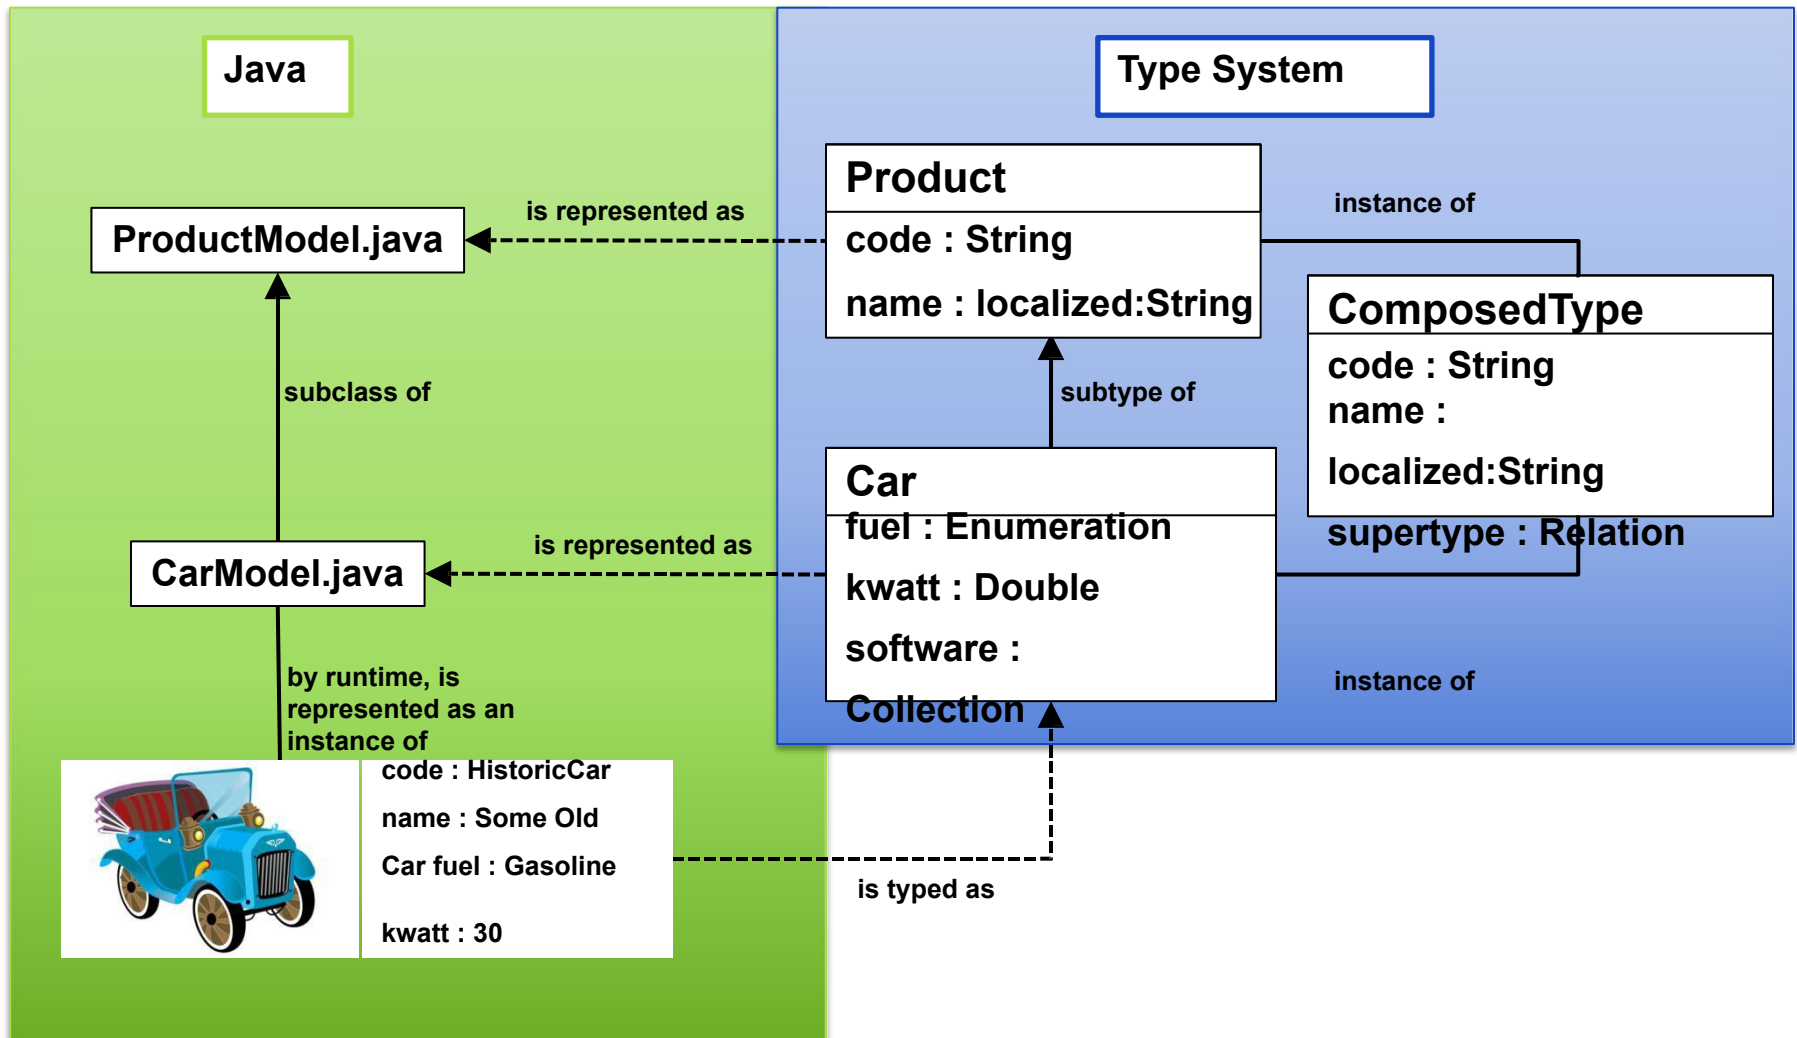 Java
Type System
Product
code : String
name : localized:String
instance of
is represented as
ProductModel.java
ComposedType
code : String
name :
localized:String
supertype : Relation
subclass of
subtype of
Car
fuel : Enumeration
kwatt : Double
software :
Collection
is represented as
CarModel.java
instance of
by runtime, is
represented as an
instance of
code : HistoricCar
name : Some Old
Car fuel : Gasoline
kwatt : 30
is typed as